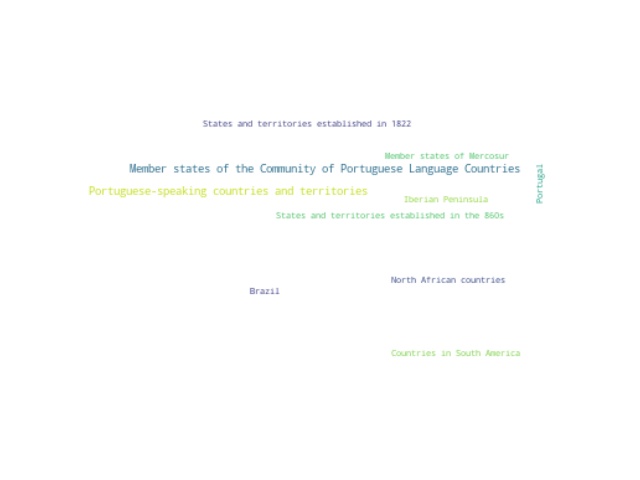 States and territories established in 1822
Member states of Mercosur
Member states of the Community of Portuguese Language Countries
Portugal
Portuguese-speaking countries and territories
Iberian Peninsula
States and territories established in the 860s
North African countries
Brazil
Countries in South America